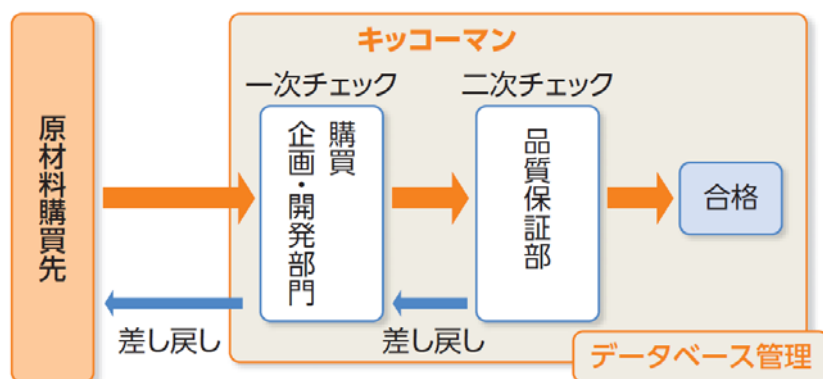 キッコーマン
一次チェック
二次チェック
原材料購買先
購買
企画・開発部門
品質保証部
合格
差し戻し
差し戻し
データベース管理